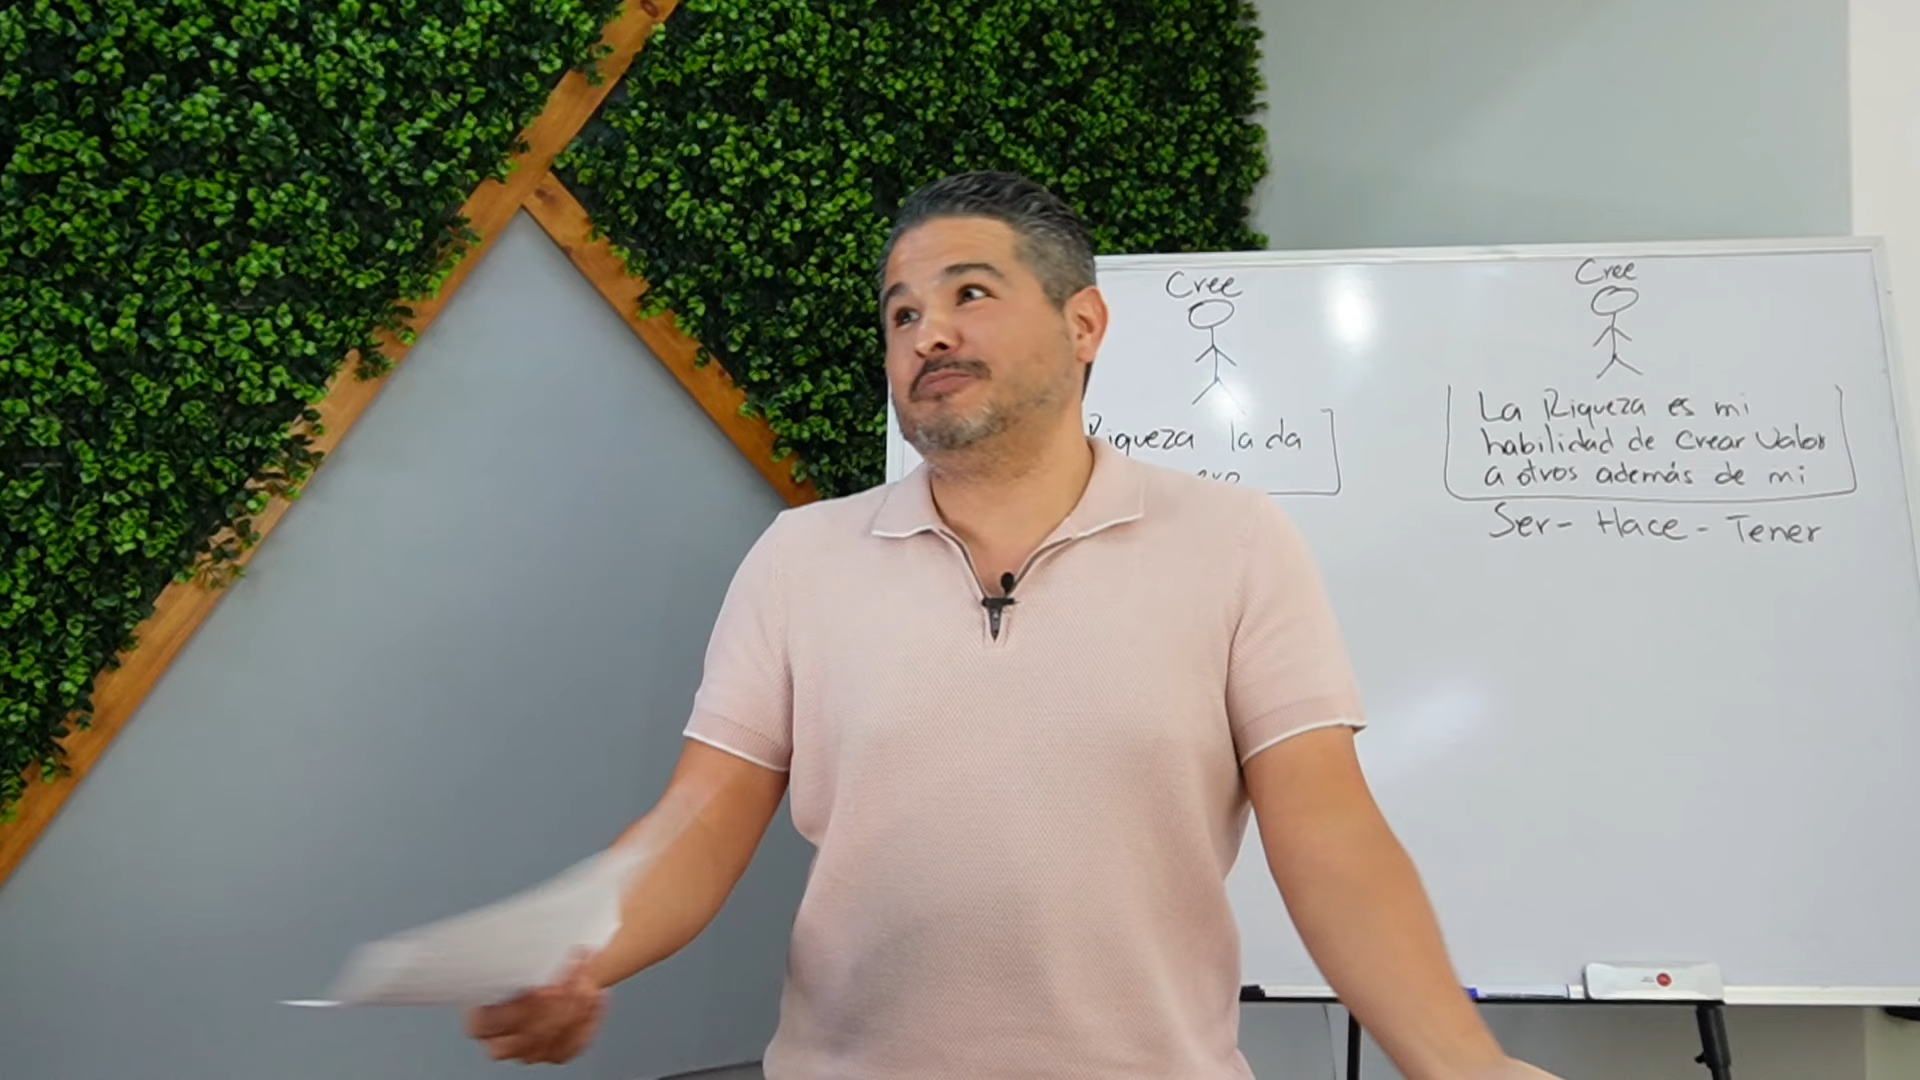 Cree
Riqueza la da
Cree
La Riqueza es mi
habilidad de Crear Valor
a otros además de mi
Ser- Hace - Tener